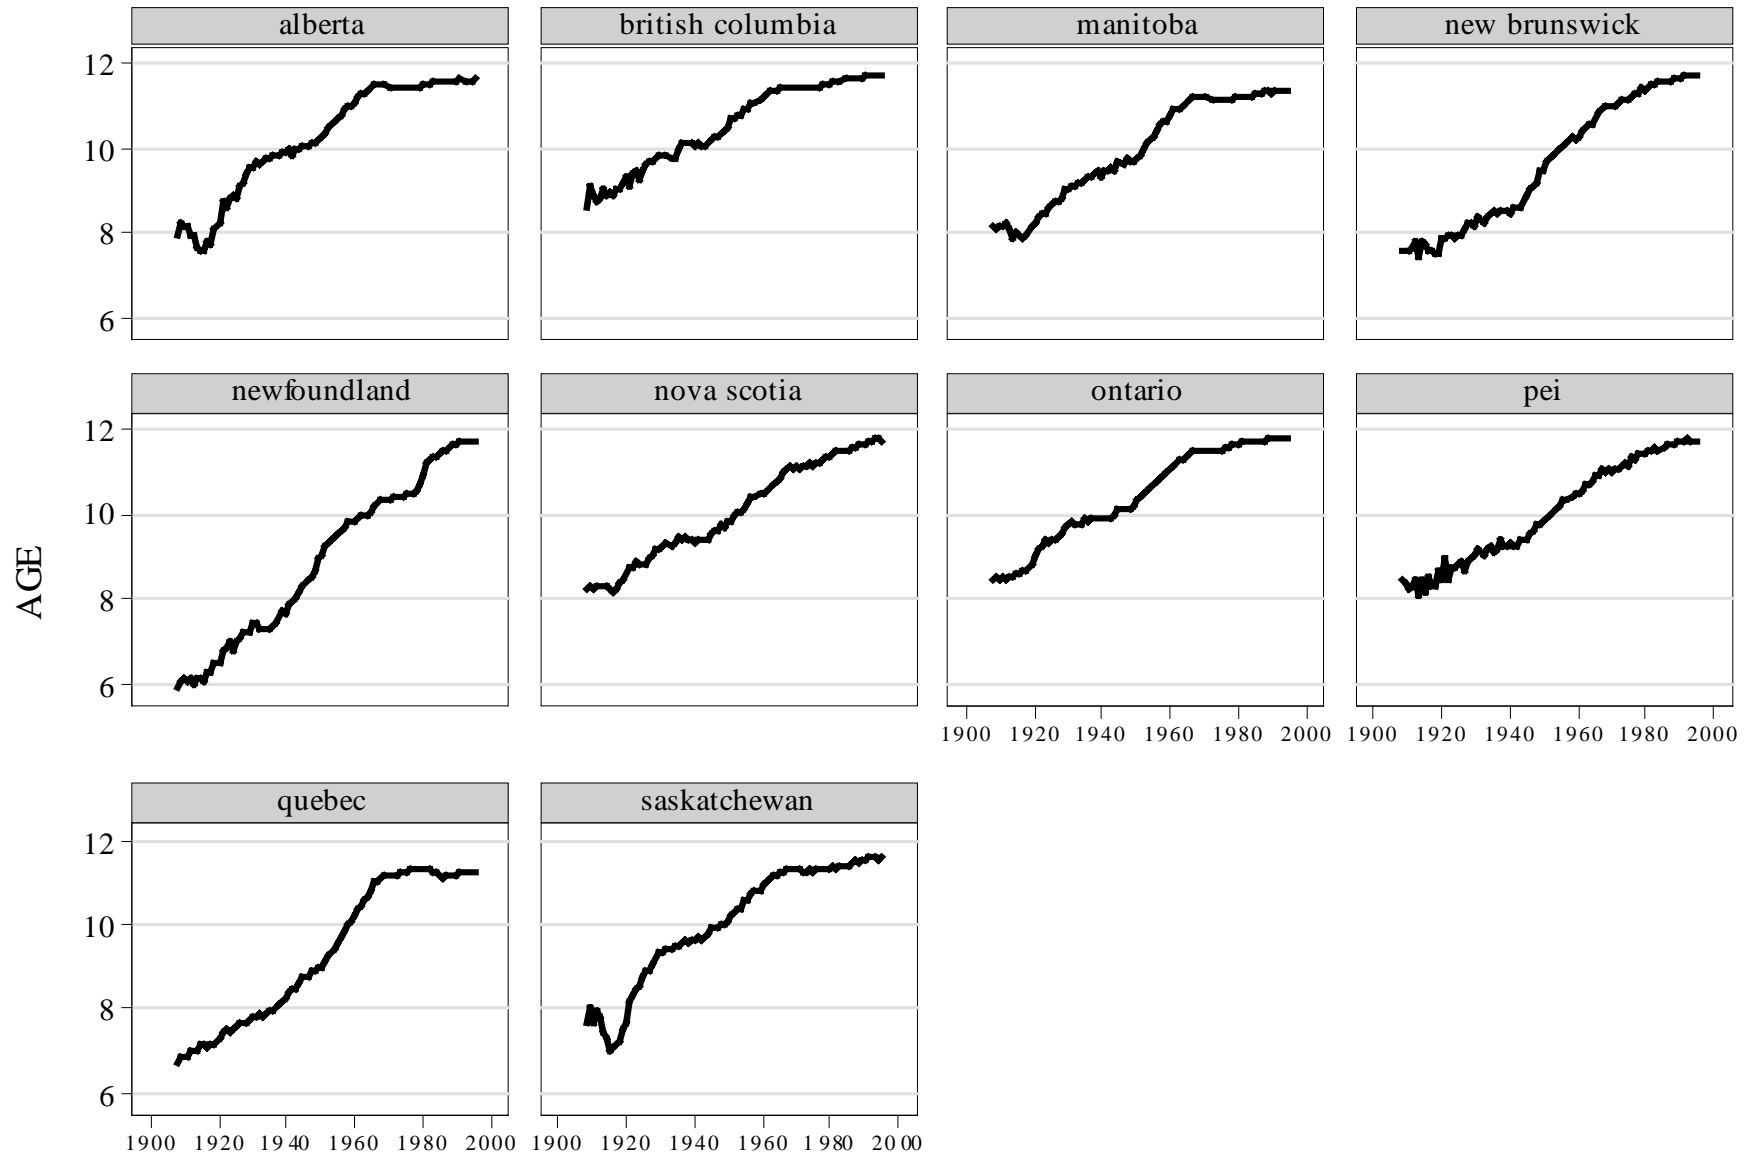 alberta british columbia manitoba new brunswick
12
10
8
6
newfoundland nova scotia ontario pei
12
10
8
6
AGE
1900 1920 1940 1960 1980 2000 1900 1920 1940 1960 1980 2000
quebec saskatchewan
12
10
8
6
1900 1920 1940 1960 1980 2000 1900 1920 1940 1960 1980 2000